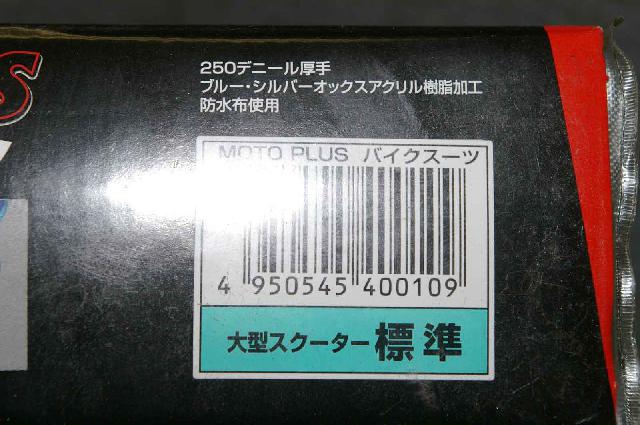 250デニール厚手
ブルー・シルバーオックスアクリル樹脂加工
防水布使用
MOTO PLUS バイクスーツ
4 950545 400109
大型スクーター 標準